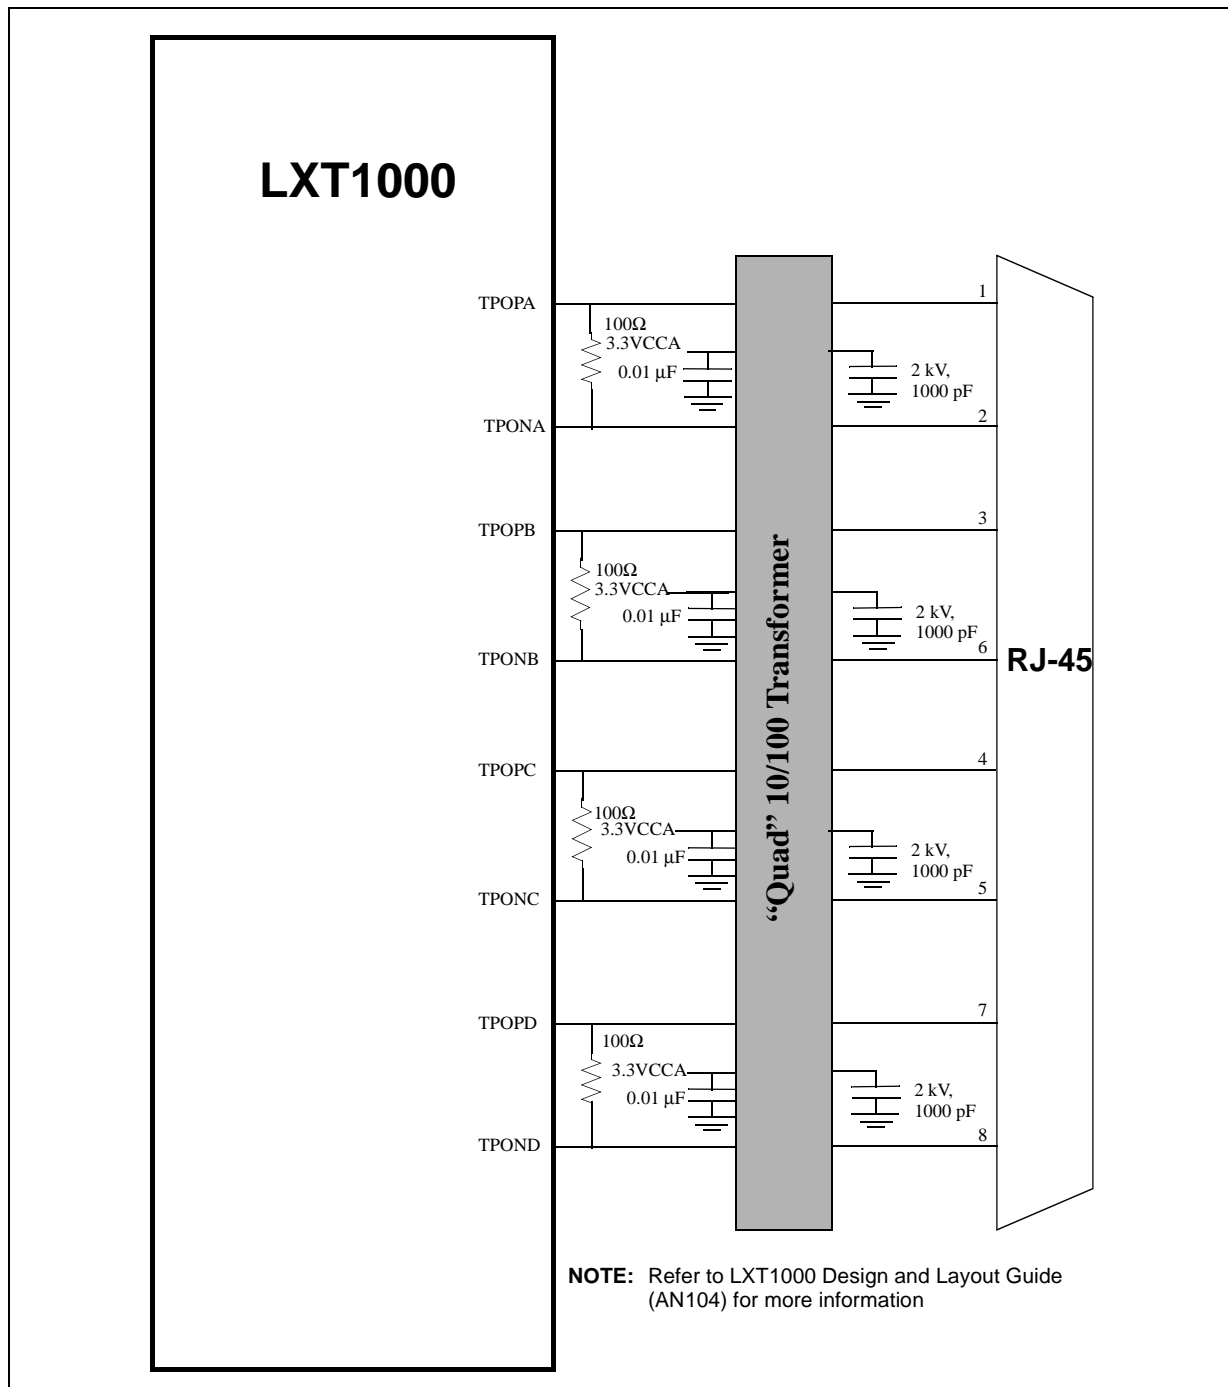 LXT1000
TPOPA
100Ω
3.3VCCA
0.01 µF
1
2 kV,
1000 pF
TPONA
2
TPOPB
100Ω
3.3VCCA
0.01 µF
3
2 kV,
1000 pF
TPONB
6
RJ-45
“Quad” 10/100 Transformer
TPOPC
100Ω
3.3VCCA
0.01 µF
4
2 kV,
1000 pF
TPONC
5
TPOPD
100Ω
3.3VCCA
0.01 µF
7
2 kV,
1000 pF
TPOND
8
NOTE: Refer to LXT1000 Design and Layout Guide
(AN104) for more information